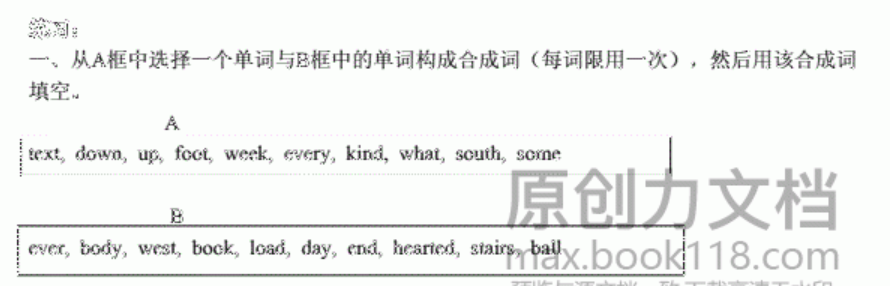 练习:
一、从A框中选择一个单词与B框中的单词构成合成词(每词限用一次),然后用该合成词
填空。
A
text, down, up, foot, week, every, kind, what, south, some
原创力文档
B
ever, body, west, book, load, day, end, hearted, stairs, ball
max.book118.com